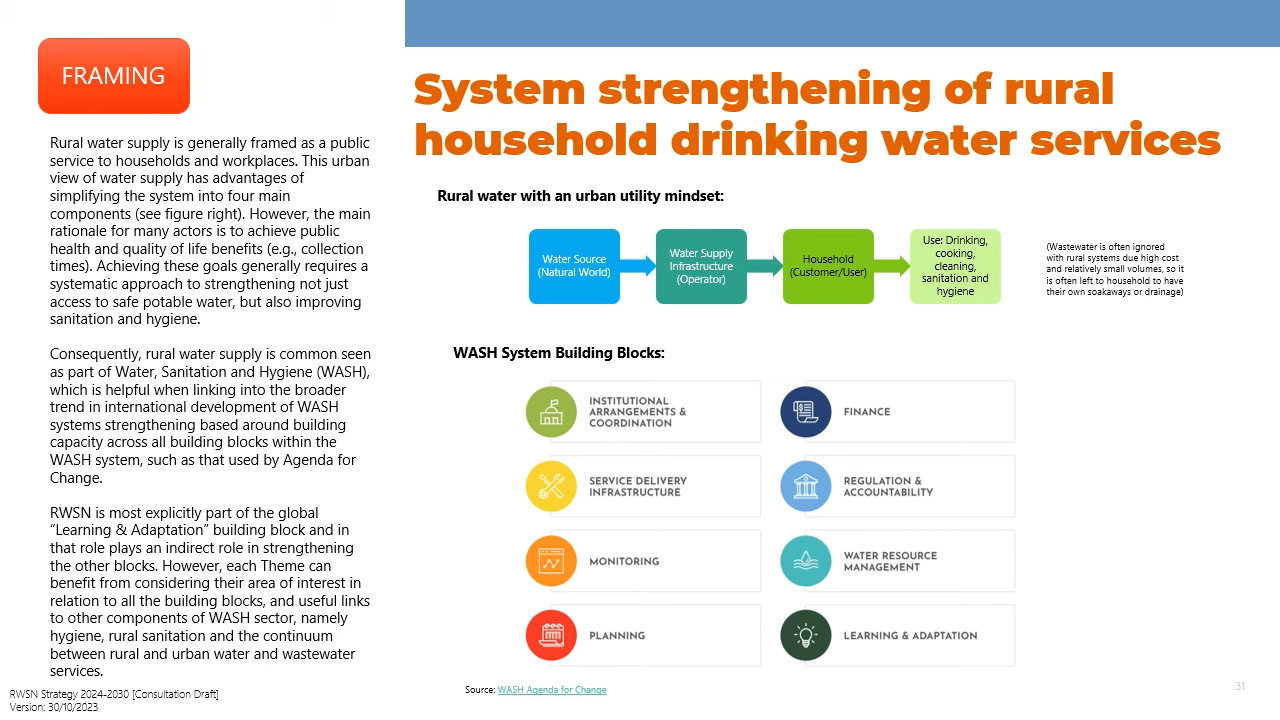 FRAMING
Rural water supply is generally framed as a public
service to households and workplaces. This urban
view of water supply has advantages of
simplifying the system into four main
components (see figure right). However, the main
rationale for many actors is to achieve public
health and quality of life benefits (e.g., collection
times). Achieving these goals generally requires a
systematic approach to strengthening not just
access to safe potable water, but also improving
sanitation and hygiene.
Consequently, rural water supply is common seen
as part of Water, Sanitation and Hygiene (WASH),
which is helpful when linking into the broader
trend in international development of WASH
systems strengthening based around building
capacity across all building blocks within the
WASH system, such as that used by Agenda for
Change.
RWSN is most explicitly part of the global
“Learning & Adaptation” building block and in
that role plays an indirect role in strengthening
the other blocks. However, each Theme can
benefit from considering their area of interest in
relation to all the building blocks, and useful links
to other components of WASH sector, namely
hygiene, rural sanitation and the continuum
between rural and urban water and wastewater
services.
RWSN Strategy 2024-2030 [Consultation Draft]
Version: 30/10/2023
System strengthening of rural
household drinking water services
Rural water with an urban utility mindset:
Water Source
(Natural World)
Water Supply
Infrastructure
(Operator)
Household
(Customer/User)
Use: Drinking,
cooking,
cleaning,
sanitation and
hygiene
(Wastewater is often ignored
with rural systems due high cost
and relatively small volumes, so it
is often left to household to have
their own soakaways or drainage)
WASH System Building Blocks:
INSTITUTIONAL
ARRANGEMENTS &
COORDINATION
FINANCE
SERVICE DELIVERY
INFRASTRUCTURE
REGULATION &
ACCOUNTABILITY
MONITORING
WATER RESOURCE
MANAGEMENT
PLANNING
LEARNING & ADAPTATION
Source: WASH Agenda for Change
31